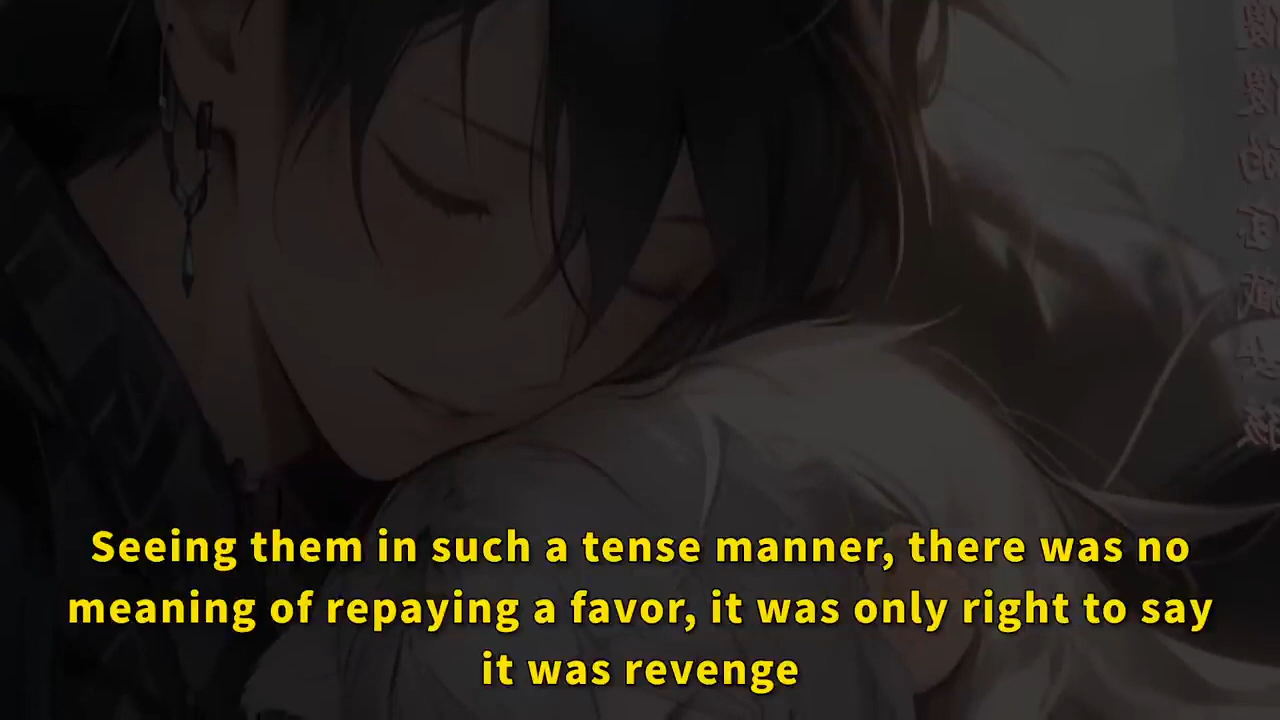 Seeing them in such a tense manner, there was no
meaning of repaying a favor, it was only right to say
it was revenge